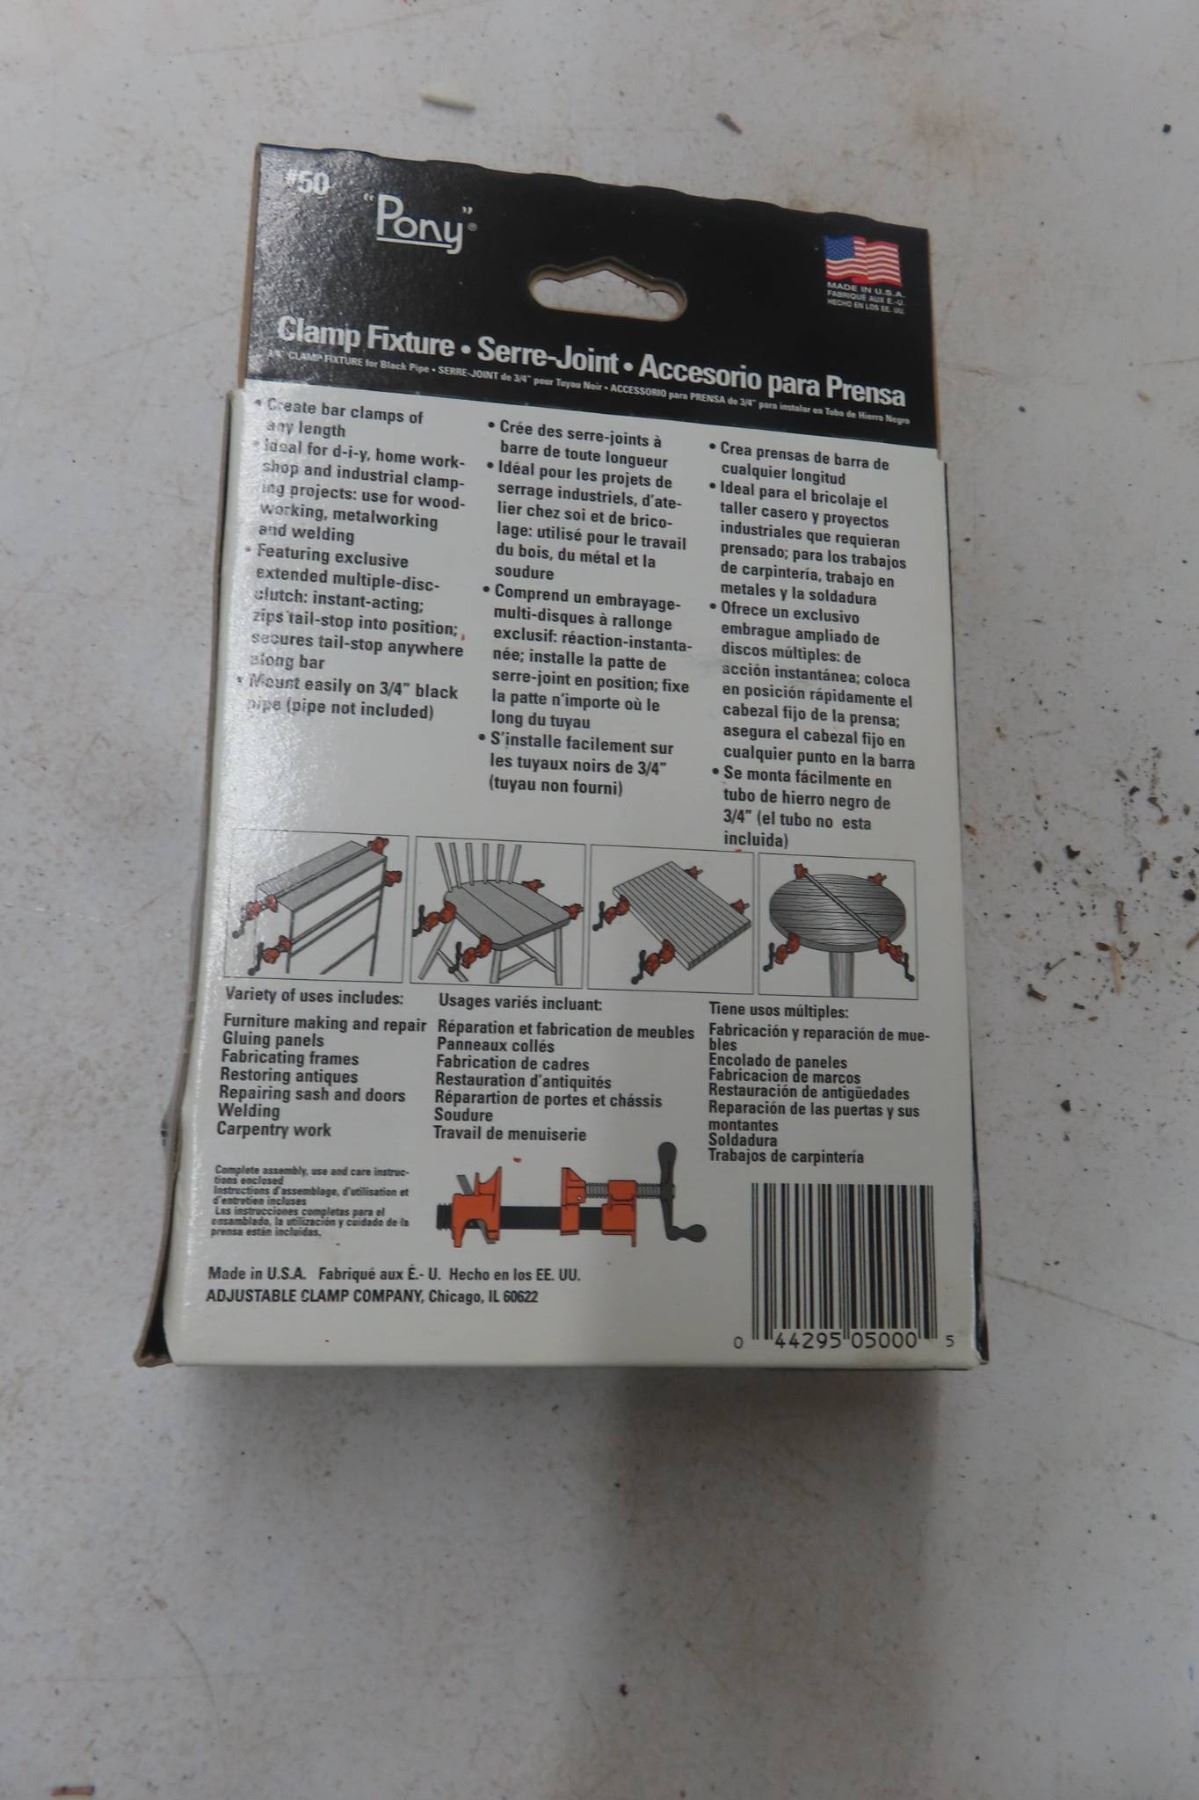 #50
"Pony"®
MADE IN U.S.A.
FABRIQUÉ AUX E.-U.
HECHO EN LOS EE. UU.
Clamp Fixture • Serre-Joint • Accesorio para Prensa
3/4" CLAMP FIXTURE for Black Pipe • SERRE-JOINT de 3/4" pour Tuyau Noir • ACCESSORIO para PRENSA de 3/4" para instalar en Tubo de Hierro Negro
• Create bar clamps of
any length
• Ideal for d-i-y, home work-
shop and industrial clamp-
ing projects: use for wood-
working, metalworking
and welding
• Featuring exclusive
extended multiple-disc-
clutch: instant-acting;
zips tail-stop into position;
secures tail-stop anywhere
along bar
• Mount easily on 3/4" black
pipe (pipe not included)
• Crée des serre-joints à
barre de toute longueur
• Idéal pour les projets de
serrage industriels, d'ate-
lier chez soi et de brico-
lage: utilisé pour le travail
du bois, du métal et la
soudure
• Comprend un embrayage-
multi-disques à rallonge
exclusif: réaction-instanta-
née; installe la patte de
serre-joint en position; fixe
la patte n'importe où le
long du tuyau
• S'installe facilement sur
les tuyaux noirs de 3/4"
(tuyau non fourni)
• Crea prensas de barra de
cualquier longitud
• Ideal para el bricolaje el
taller casero y proyectos
industriales que requieran
prensado; para los trabajos
de carpintería, trabajo en
metales y la soldadura
• Ofrece un exclusivo
embrague ampliado de
discos múltiples: de
acción instantánea; coloca
en posición rápidamente el
cabezal fijo de la prensa;
asegura el cabezal fijo en
cualquier punto en la barra
• Se monta fácilmente en
tubo de hierro negro de
3/4" (el tubo no esta
incluida)
Variety of uses includes:
Furniture making and repair
Gluing panels
Fabricating frames
Restoring antiques
Repairing sash and doors
Welding
Carpentry work
Usages variés incluant:
Réparation et fabrication de meubles
Panneaux collés
Fabrication de cadres
Restauration d'antiquités
Réparartion de portes et châssis
Soudure
Travail de menuiserie
Tiene usos múltiples:
Fabricación y reparación de mue-
bles
Encolado de paneles
Fabricacion de marcos
Restauración de antigüedades
Reparación de las puertas y sus
montantes
Soldadura
Trabajos de carpintería
Complete assembly, use and care instruc-
tions enclosed
Instructions d'assemblage, d'utilisation et
d'entretien incluses
Las instrucciones completas para el
ensamblado, la utilización y cuidado de la
prensa están incluidas.
Made in U.S.A. Fabriqué aux É.- U. Hecho en los EE. UU.
ADJUSTABLE CLAMP COMPANY, Chicago, IL 60622
0 44295 05000 5